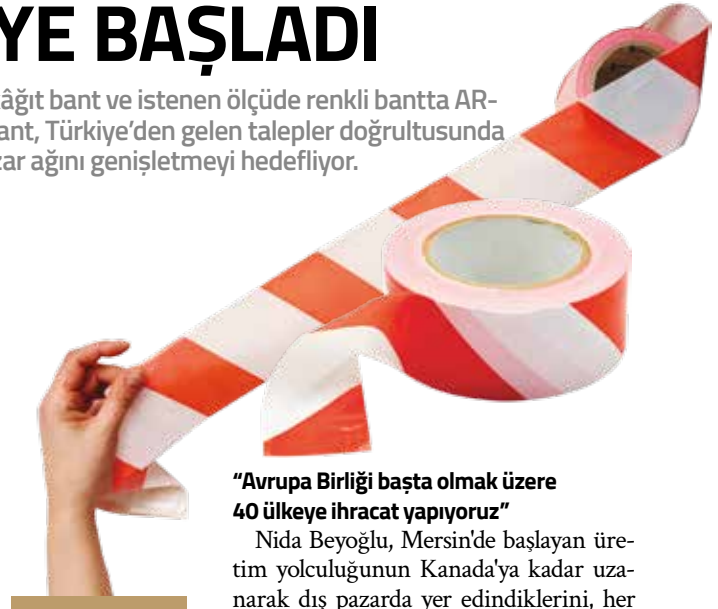 YE BAŞLADI
âğıt bant ve istenen ölçüde renkli bantta AR-
ant, Türkiye’den gelen talepler doğrultusunda
zar ağını genişletmeyi hedefliyor.
“Avrupa Birliği başta olmak üzere
40 ülkeye ihracat yapıyoruz”
Nida Beyoğlu, Mersin'de başlayan üre-
tim yolculuğunun Kanada'ya kadar uza-
narak dış pazarda yer edindiklerini, her